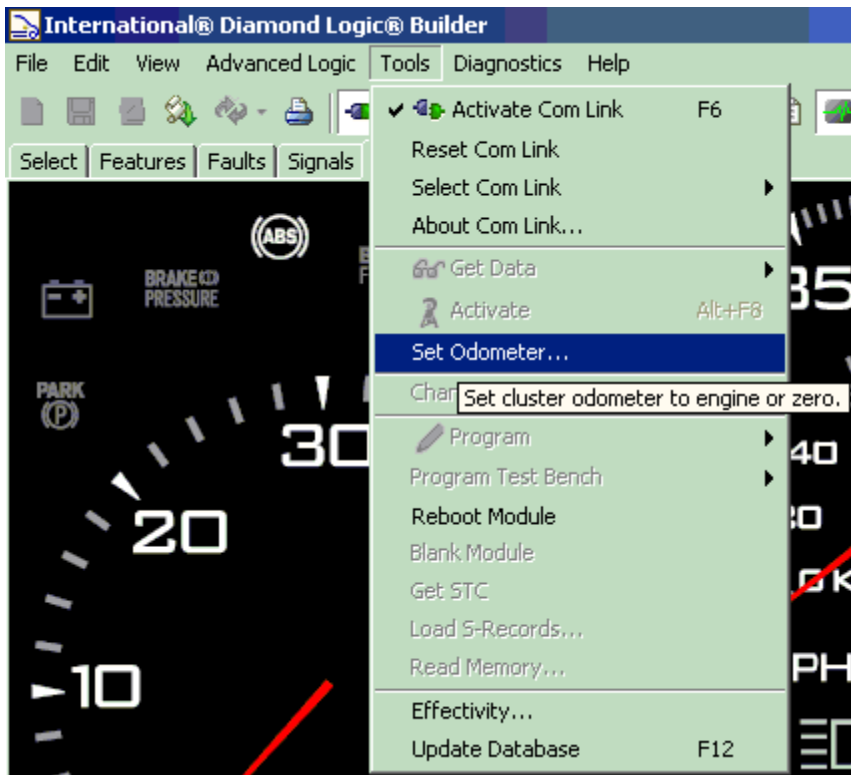 International® Diamond Logic® Builder
File Edit View Advanced Logic Tools Diagnostics Help
Activate Com Link F6
Select Features Faults Signals
Reset Com Link
Select Com Link
About Com Link...
ABS
Get Data
BRAKE
PRESSURE
35
Activate Alt+F8
Set Odometer...
PARK
P
Set cluster odometer to engine or zero.
30
Program
40
Program Test Bench
20
Reboot Module
Blank Module
Get STC
Load S-Records...
Read Memory...
10
Effectivity...
Update Database F12